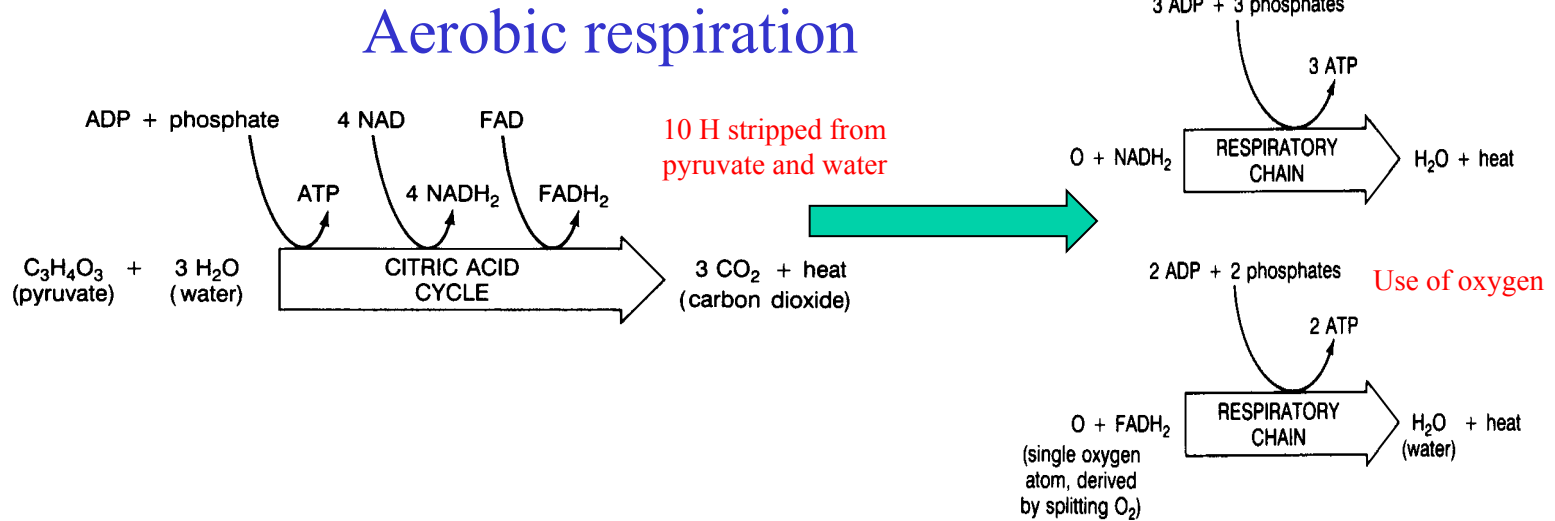 Aerobic respiration
ADP + phosphate 4 NAD FAD
ATP 4 NADH₂ FADH₂
C₃H₄O₃ + 3 H₂O
(pyruvate) (water)
CITRIC ACID
CYCLE
3 CO₂ + heat
(carbon dioxide)
10 H stripped from
pyruvate and water
3 ADP + 3 phosphates
3 ATP
O + NADH₂
RESPIRATORY
CHAIN
H₂O + heat
2 ADP + 2 phosphates
Use of oxygen
2 ATP
O + FADH₂
(single oxygen
atom, derived
by splitting O₂)
RESPIRATORY
CHAIN
H₂O + heat
(water)